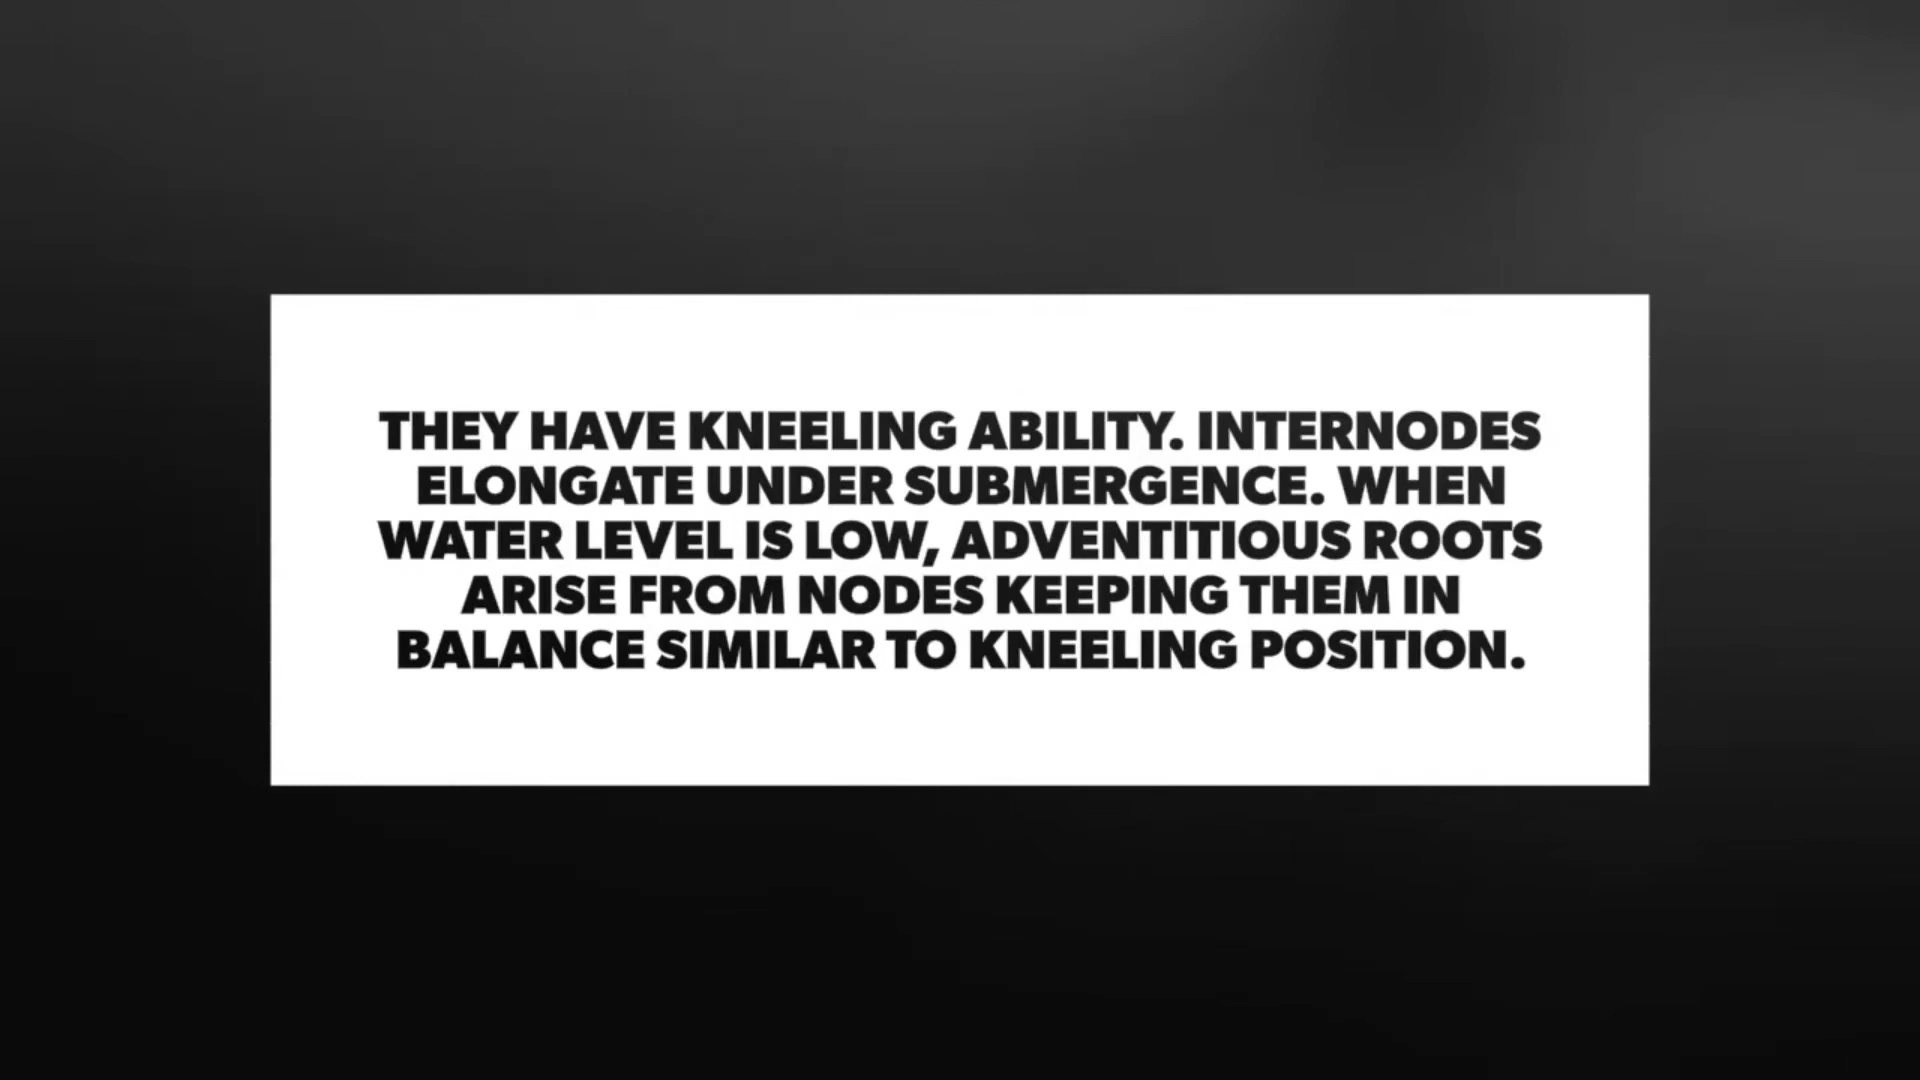 THEY HAVE KNEELING ABILITY. INTERNODES
ELONGATE UNDER SUBMERGENCE. WHEN
WATER LEVEL IS LOW, ADVENTITIOUS ROOTS
ARISE FROM NODES KEEPING THEM IN
BALANCE SIMILAR TO KNEELING POSITION.